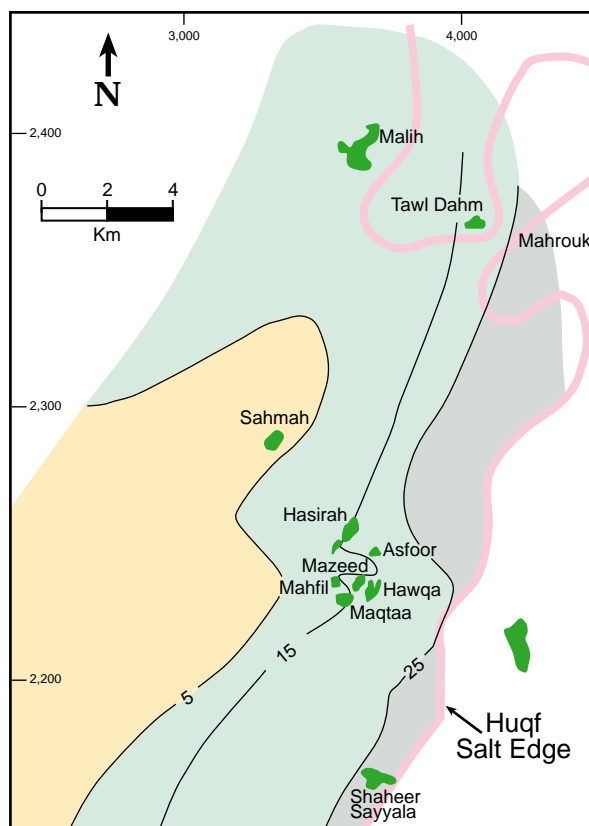 3,000
4,000
N
2,400
Malih
0
2
4
Km
Tawl Dahm
Mahrouk
2,300
Sahmah
Hasirah
Asfoor
Mazeed
Mahfil
Hawqa
Maqtaa
15
25
2,200
5
Huqf
Salt Edge
Shaheer
Sayyala